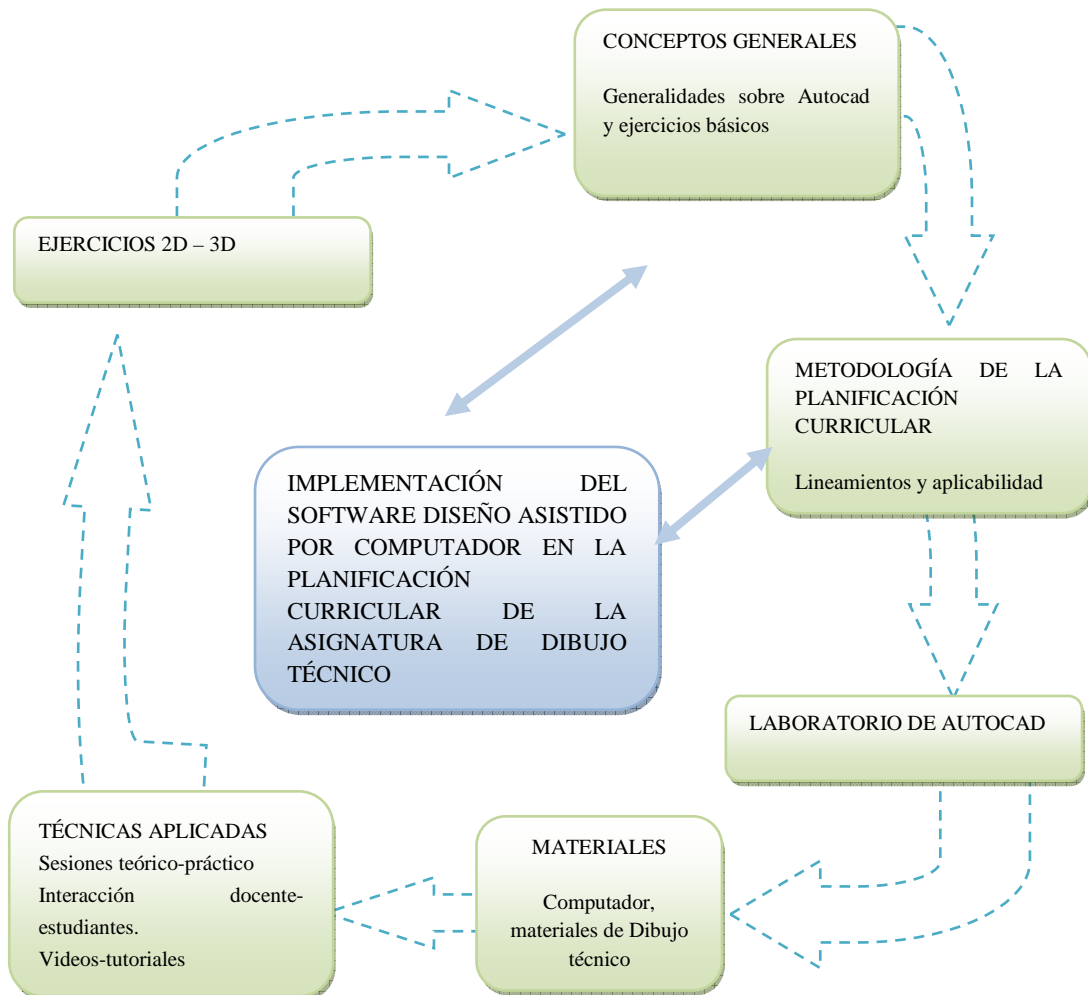 CONCEPTOS GENERALES
Generalidades sobre Autocad
y ejercicios básicos
EJERCICIOS 2D – 3D
METODOLOGÍA DE LA
PLANIFICACIÓN
CURRICULAR
Lineamientos y aplicabilidad
IMPLEMENTACIÓN DEL
SOFTWARE DISEÑO ASISTIDO
POR COMPUTADOR EN LA
PLANIFICACIÓN
CURRICULAR DE LA
ASIGNATURA DE DIBUJO
TÉCNICO
LABORATORIO DE AUTOCAD
TÉCNICAS APLICADAS
Sesiones teórico-práctico
Interacción docente-
estudiantes.
Videos-tutoriales
MATERIALES
Computador,
materiales de Dibujo
técnico